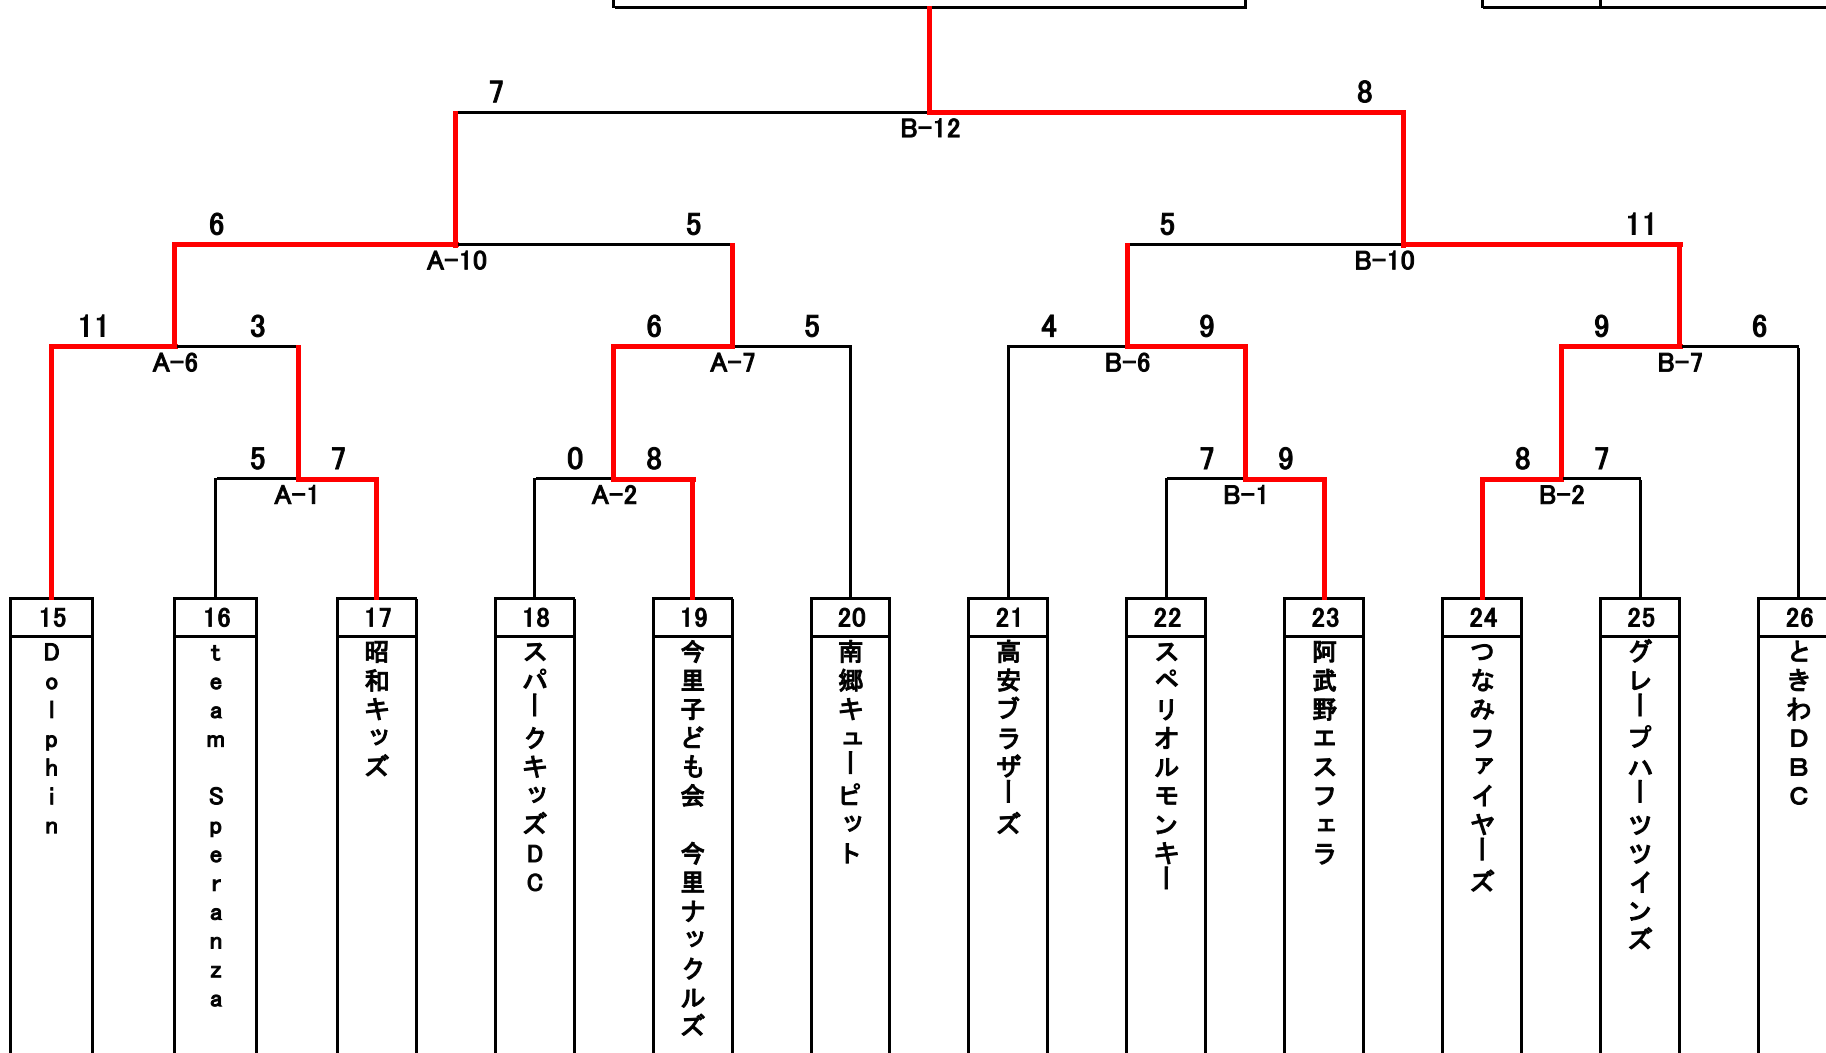 7 8
B-12
6 5 5 11
A-10 B-10
11 3 6 5 4 9 9 6
A-6 A-7 B-6 B-7
5 7 0 8 7 9 8 7
A-1 A-2 B-1 B-2
15 16 17 18 19 20 21 22 23 24 25 26
Dolphin
team Speranza
昭和キッズ
スパークキッズDC
今里子ども会 今里ナックルズ
南郷キューピット
高安ブラザーズ
スペリオルモンキー
阿武野エスフェラ
つなみファイヤーズ
グレープハーツツインズ
ときわDBC